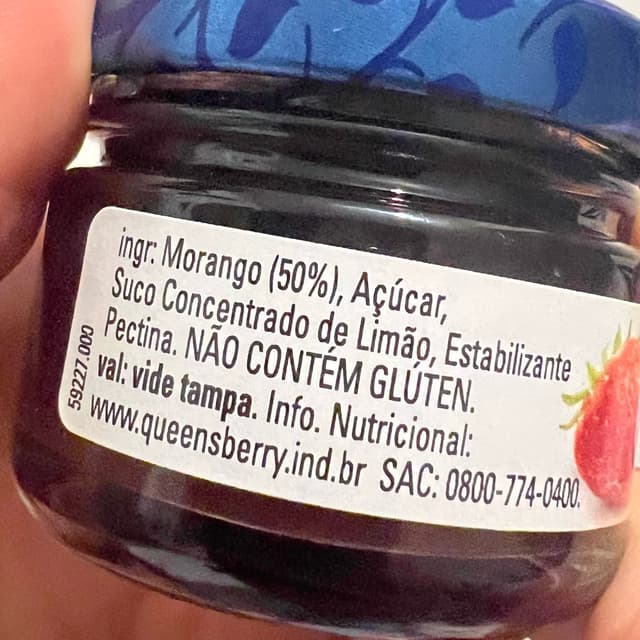 ingr: Morango (50%), Açúcar,
Suco Concentrado de Limão, Estabilizante
Pectina. NÃO CONTÉM GLÚTEN.
val: vide tampa. Info. Nutricional:
www.queensberry.ind.br SAC: 0800-774-0400.
59227.000